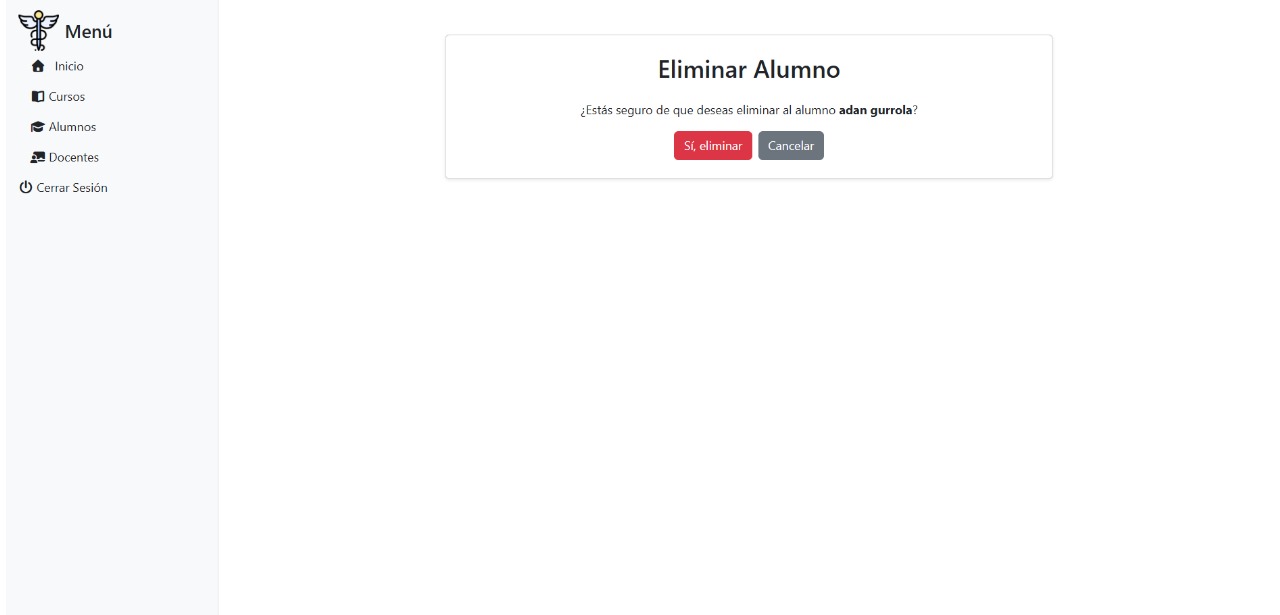 Menú
Inicio
Cursos
Alumnos
Docentes
Cerrar Sesión
Eliminar Alumno
¿Estás seguro de que deseas eliminar al alumno adan gurrola?
Sí, eliminar
Cancelar